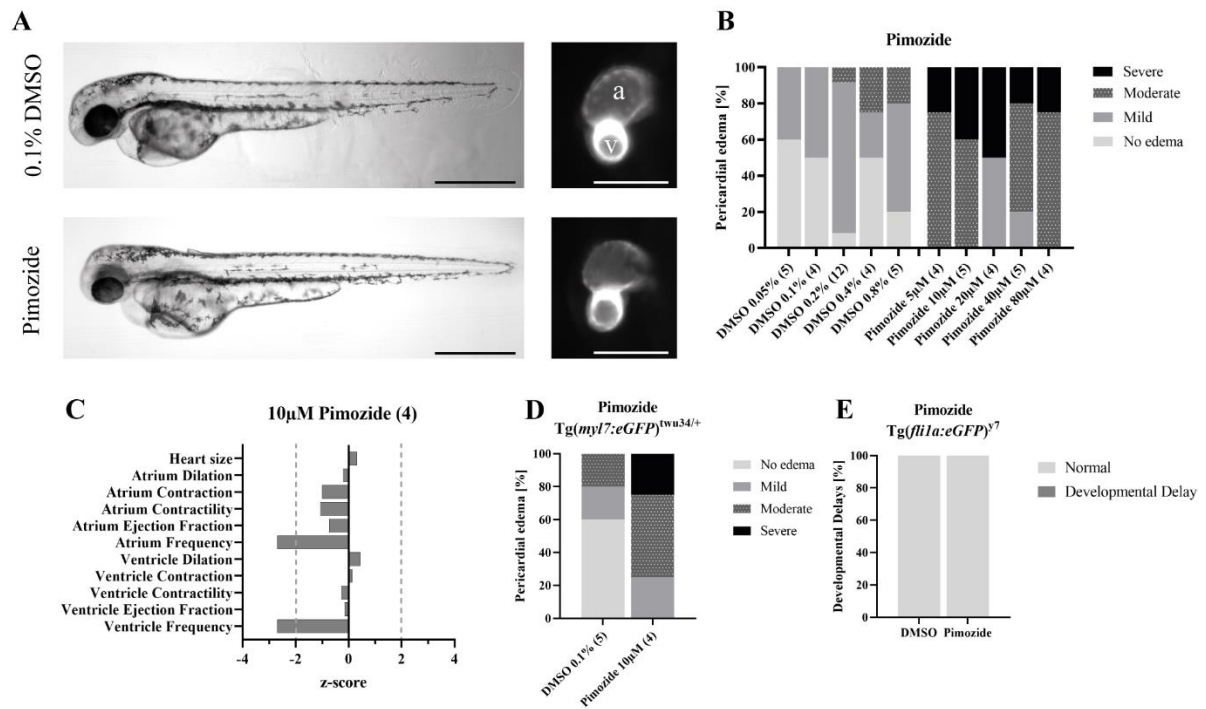 A
0.1% DMSO
a
v
Pimozide
B
Pimozide
Pericardial edema [%]
100
80
60
40
20
0
DMSO 0.05% (5)
DMSO 0.1% (4)
DMSO 0.2% (12)
DMSO 0.4% (4)
DMSO 0.8% (5)
Pimozide 5µM (4)
Pimozide 10µM (5)
Pimozide 20µM (4)
Pimozide 40µM (5)
Pimozide 80µM (4)
Severe
Moderate
Mild
No edema
C
10µM Pimozide (4)
Heart size
Atrium Dilation
Atrium Contraction
Atrium Contractility
Atrium Ejection Fraction
Atrium Frequency
Ventricle Dilation
Ventricle Contraction
Ventricle Contractility
Ventricle Ejection Fraction
Ventricle Frequency
-4 -2 0 2 4
z-score
D
Pimozide
Tg(myl7:eGFP)twu34/+
Pericardial edema [%]
100
80
60
40
20
0
DMSO 0.1% (5)
Pimozide 10µM (4)
No edema
Mild
Moderate
Severe
E
Pimozide
Tg(fli1a:eGFP)y7
Developmental Delays [%]
100
80
60
40
20
0
DMSO Pimozide
Normal
Developmental Delay